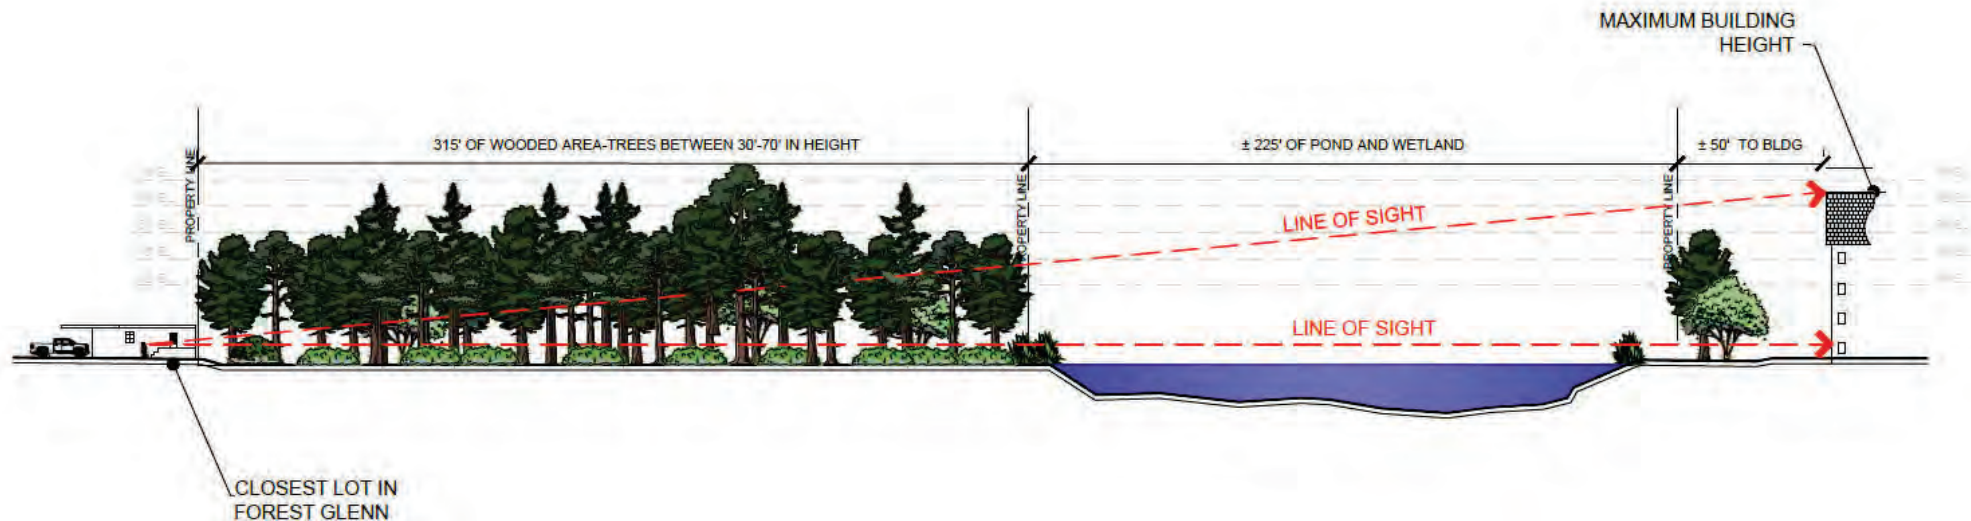 MAXIMUM BUILDING
HEIGHT
315' OF WOODED AREA-TREES BETWEEN 30'-70' IN HEIGHT
± 225' OF POND AND WETLAND
± 50' TO BLDG
PROPERTY LINE
PROPERTY LINE
PROPERTY LINE
LINE OF SIGHT
LINE OF SIGHT
CLOSEST LOT IN
FOREST GLENN